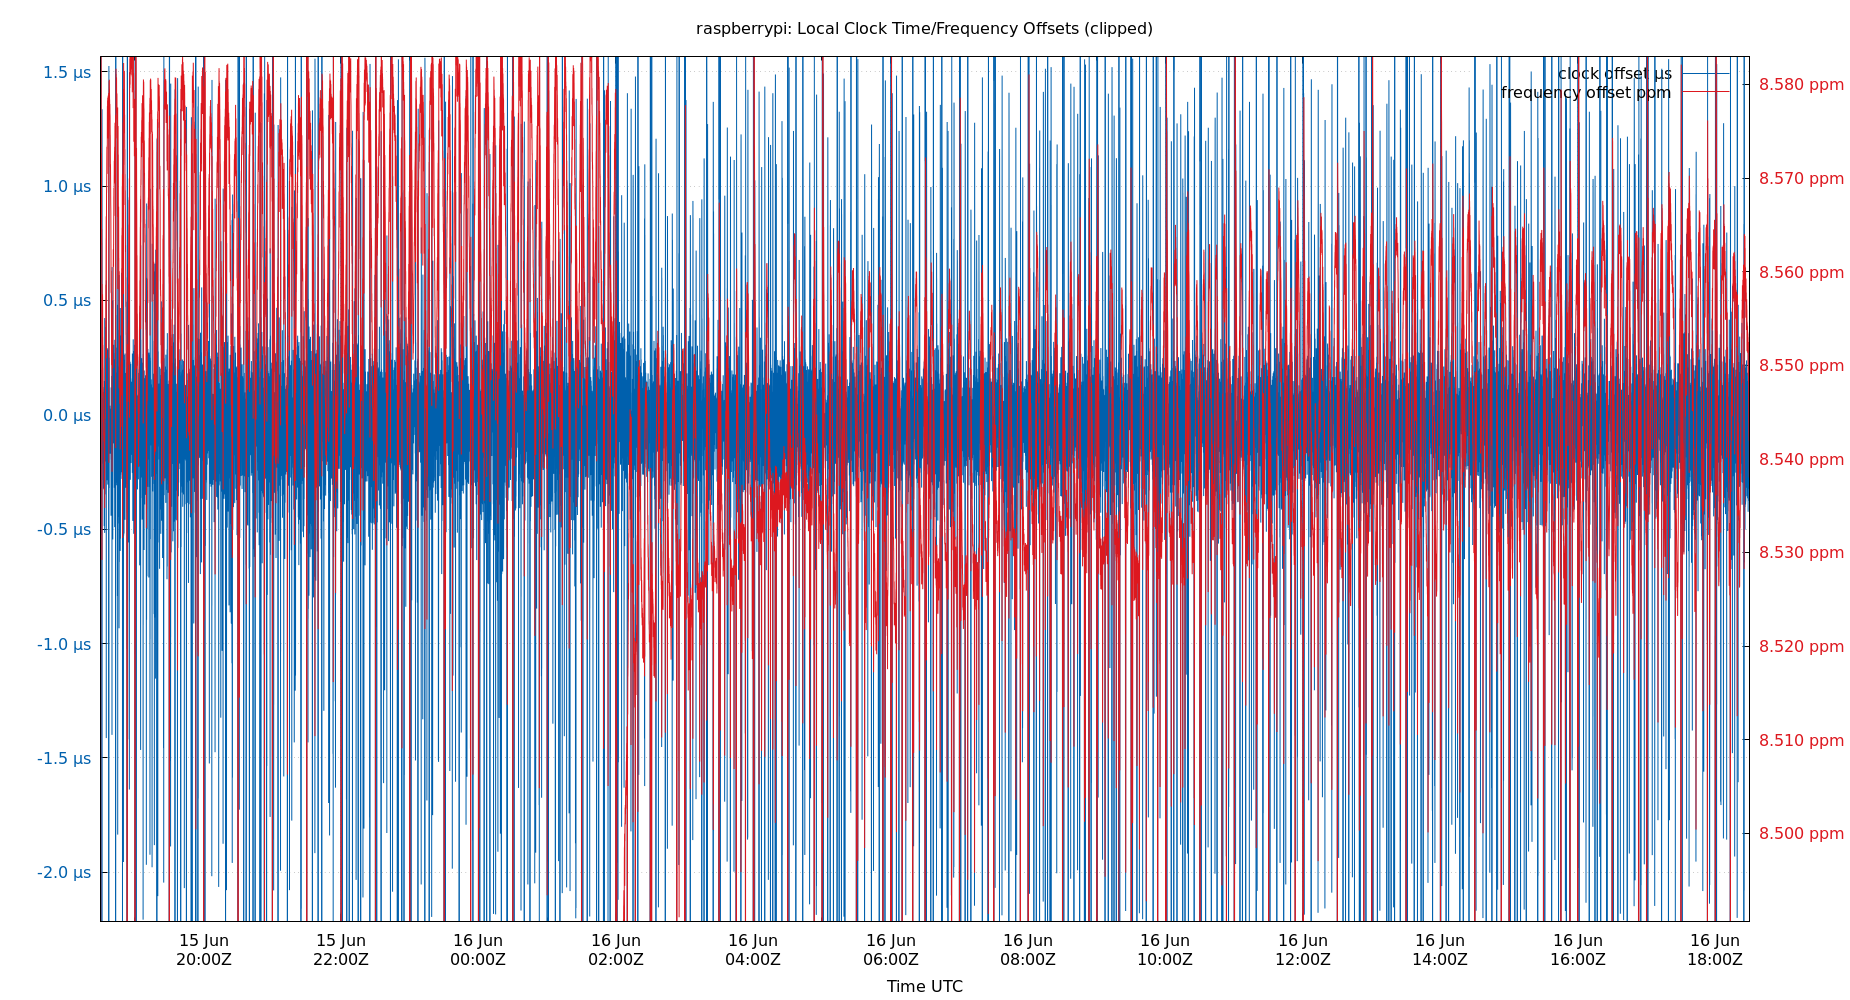 raspberrypi: Local Clock Time/Frequency Offsets (clipped)
clock offset µs
frequency offset ppm
1.5 µs
1.0 µs
0.5 µs
0.0 µs
-0.5 µs
-1.0 µs
-1.5 µs
-2.0 µs
8.580 ppm
8.570 ppm
8.560 ppm
8.550 ppm
8.540 ppm
8.530 ppm
8.520 ppm
8.510 ppm
8.500 ppm
15 Jun 15 Jun 16 Jun 16 Jun 16 Jun 16 Jun 16 Jun 16 Jun 16 Jun 16 Jun 16 Jun 16 Jun
20:00Z 22:00Z 00:00Z 02:00Z 04:00Z 06:00Z 08:00Z 10:00Z 12:00Z 14:00Z 16:00Z 18:00Z
Time UTC